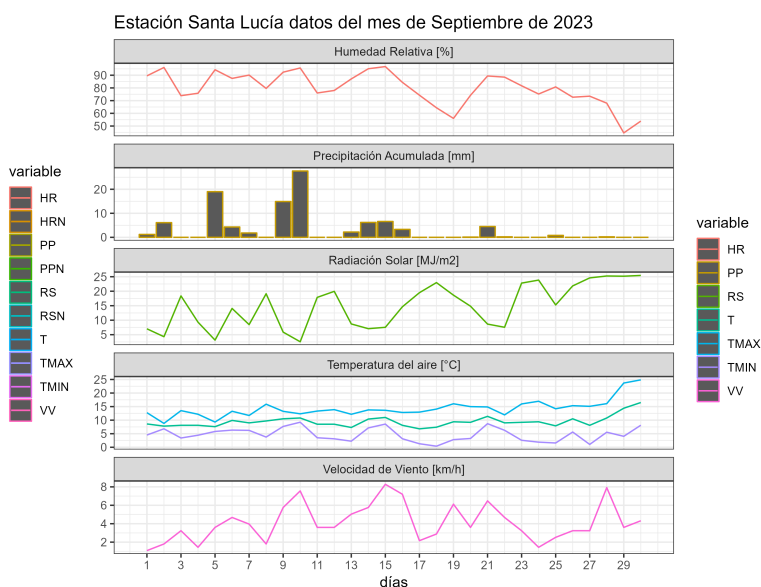 Estación Santa Lucía datos del mes de Septiembre de 2023
variable
HR
HRN
PP
PPN
RS
RSN
T
TMAX
TMIN
VV
Humedad Relativa [%]
90
80
70
60
50
Precipitación Acumulada [mm]
20
10
0
Radiación Solar [MJ/m2]
25
20
15
10
5
Temperatura del aire [°C]
25
20
15
10
5
0
Velocidad de Viento [km/h]
8
6
4
2
1 3 5 7 9 11 13 15 17 19 21 23 25 27 29
días
variable
HR
PP
RS
T
TMAX
TMIN
VV